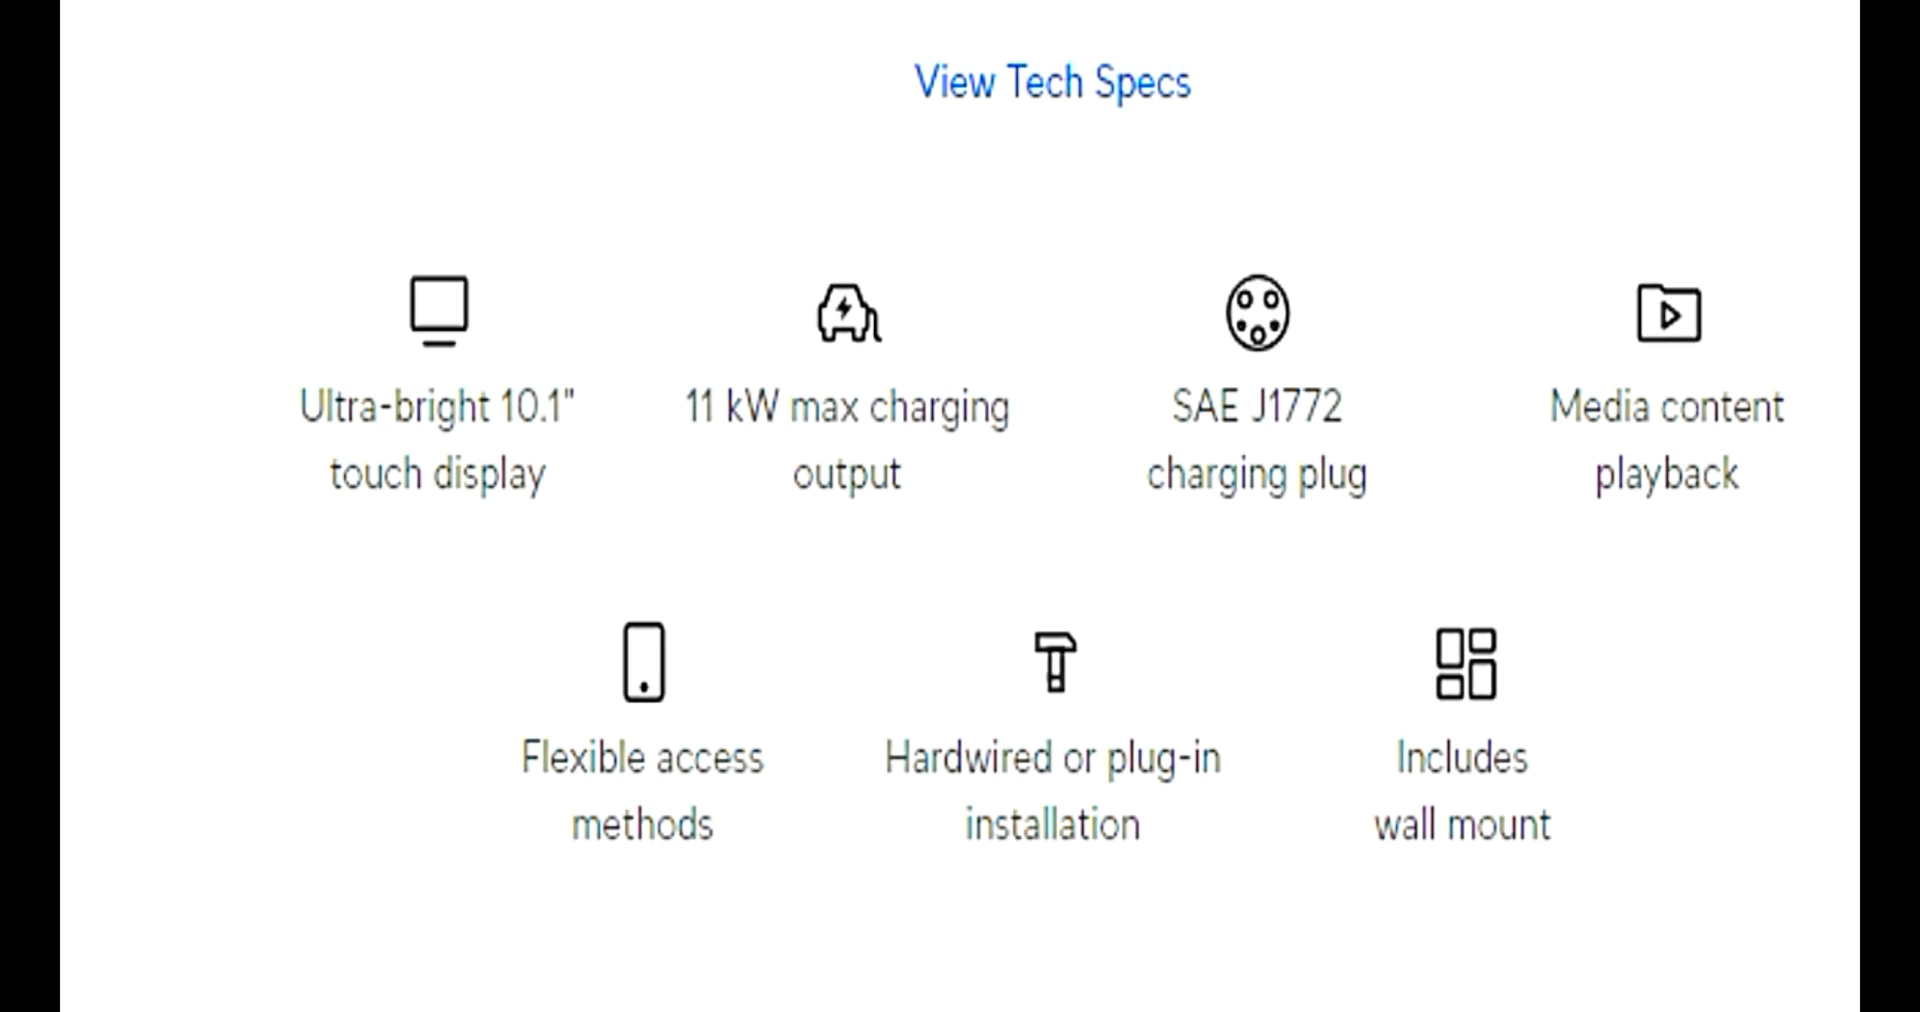 View Tech Specs
Ultra-bright 10.1"
touch display
11 kW max charging
output
SAE J1772
charging plug
Media content
playback
Flexible access
methods
Hardwired or plug-in
installation
Includes
wall mount